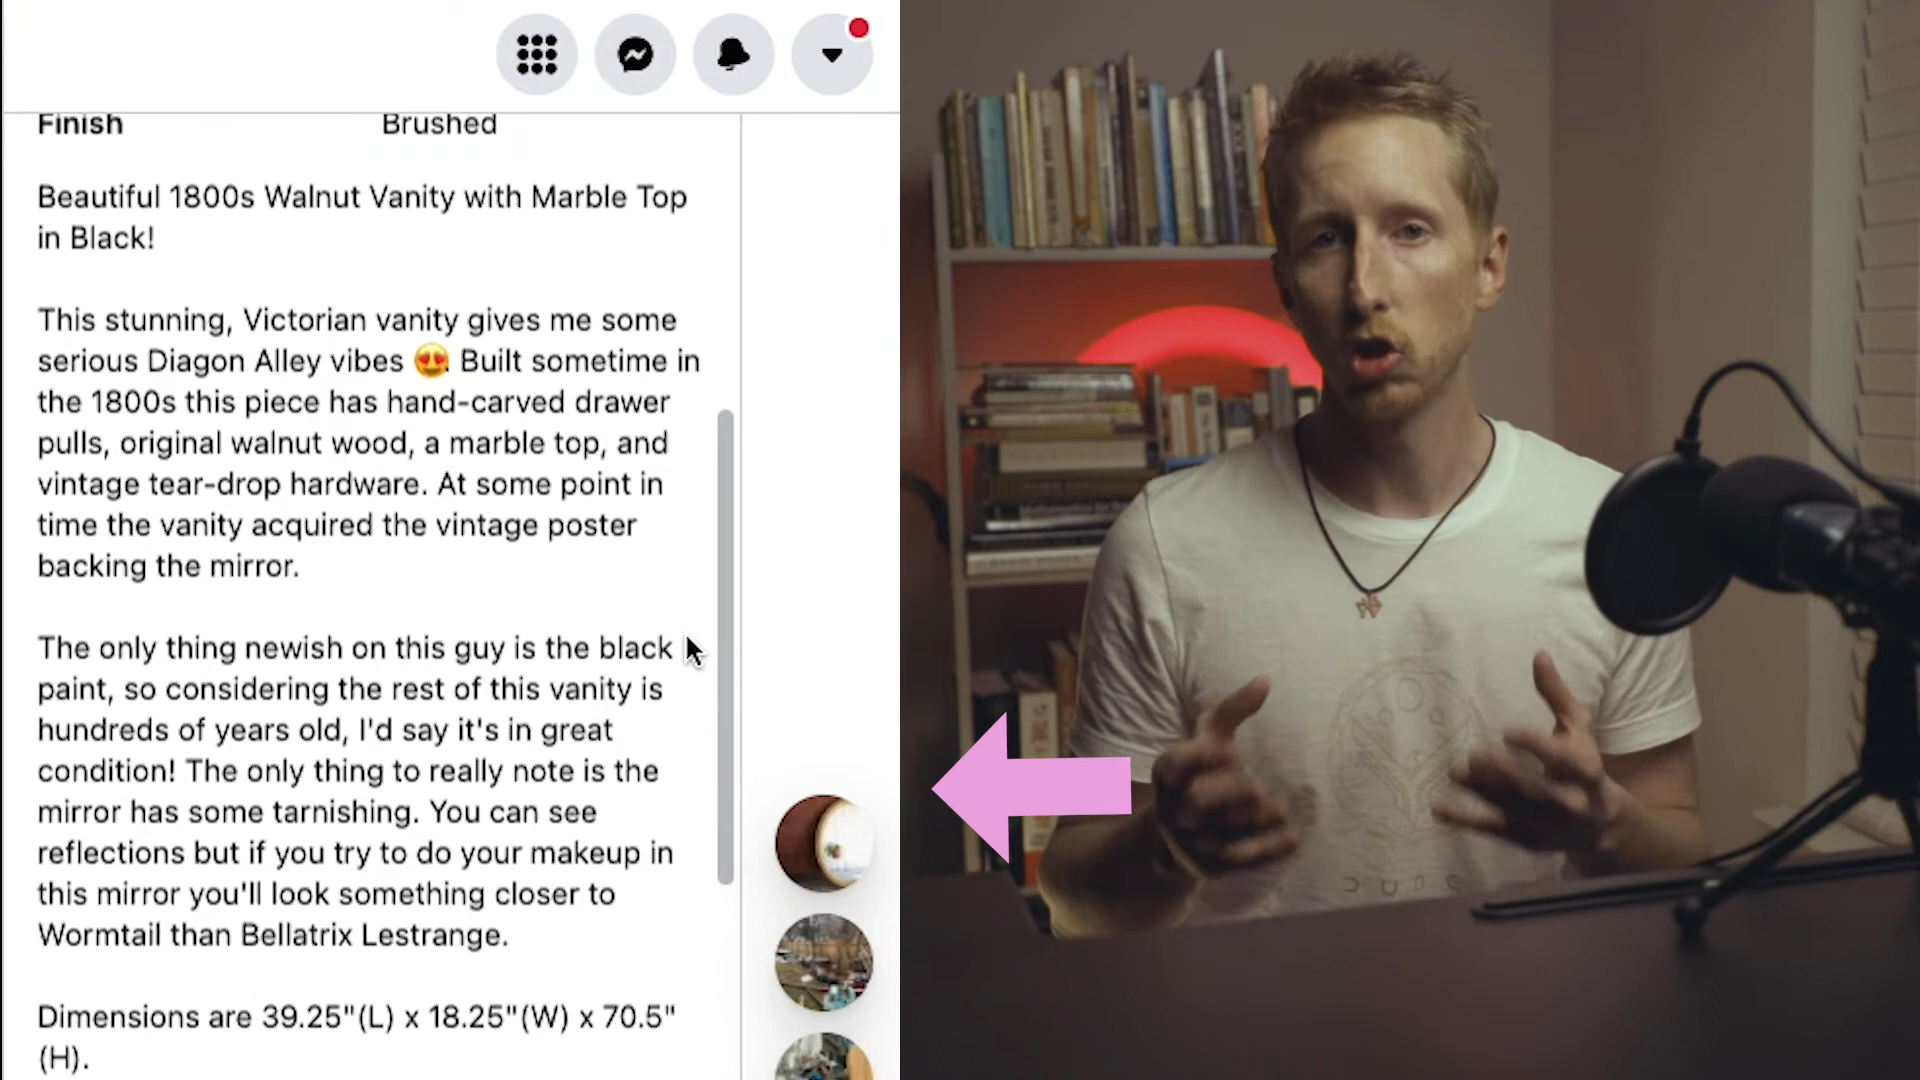 Finish Brushed
Beautiful 1800s Walnut Vanity with Marble Top
in Black!
This stunning, Victorian vanity gives me some
serious Diagon Alley vibes 😍. Built sometime in
the 1800s this piece has hand-carved drawer
pulls, original walnut wood, a marble top, and
vintage tear-drop hardware. At some point in
time the vanity acquired the vintage poster
backing the mirror.
The only thing newish on this guy is the black
paint, so considering the rest of this vanity is
hundreds of years old, I'd say it's in great
condition! The only thing to really note is the
mirror has some tarnishing. You can see
reflections but if you try to do your makeup in
this mirror you'll look something closer to
Wormtail than Bellatrix Lestrange.
Dimensions are 39.25"(L) x 18.25"(W) x 70.5"
(H).